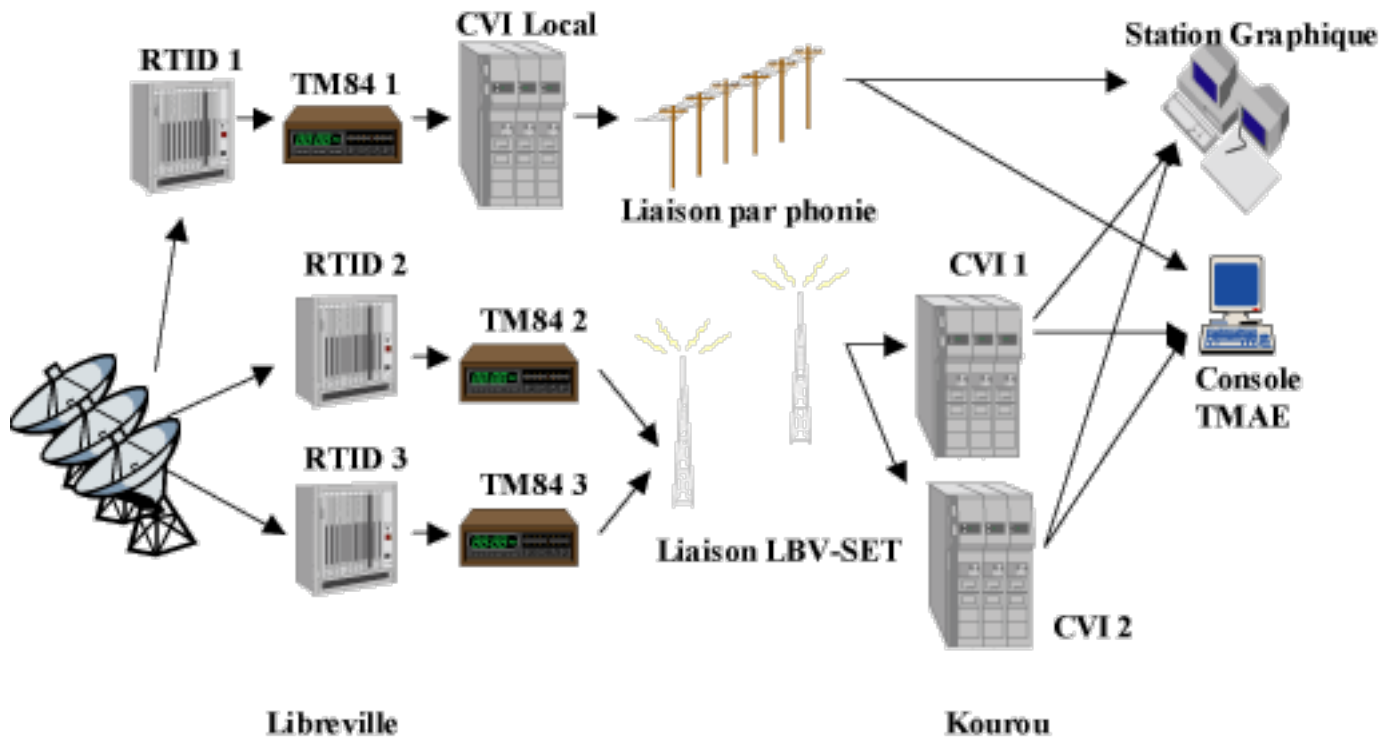 CVI Local
Station Graphique
RTID 1
TM84 1
Liaison par phonie
RTID 2
CVI 1
TM84 2
Console
TMAE
RTID 3
TM84 3
Liaison LBV-SET
CVI 2
Libreville
Kourou